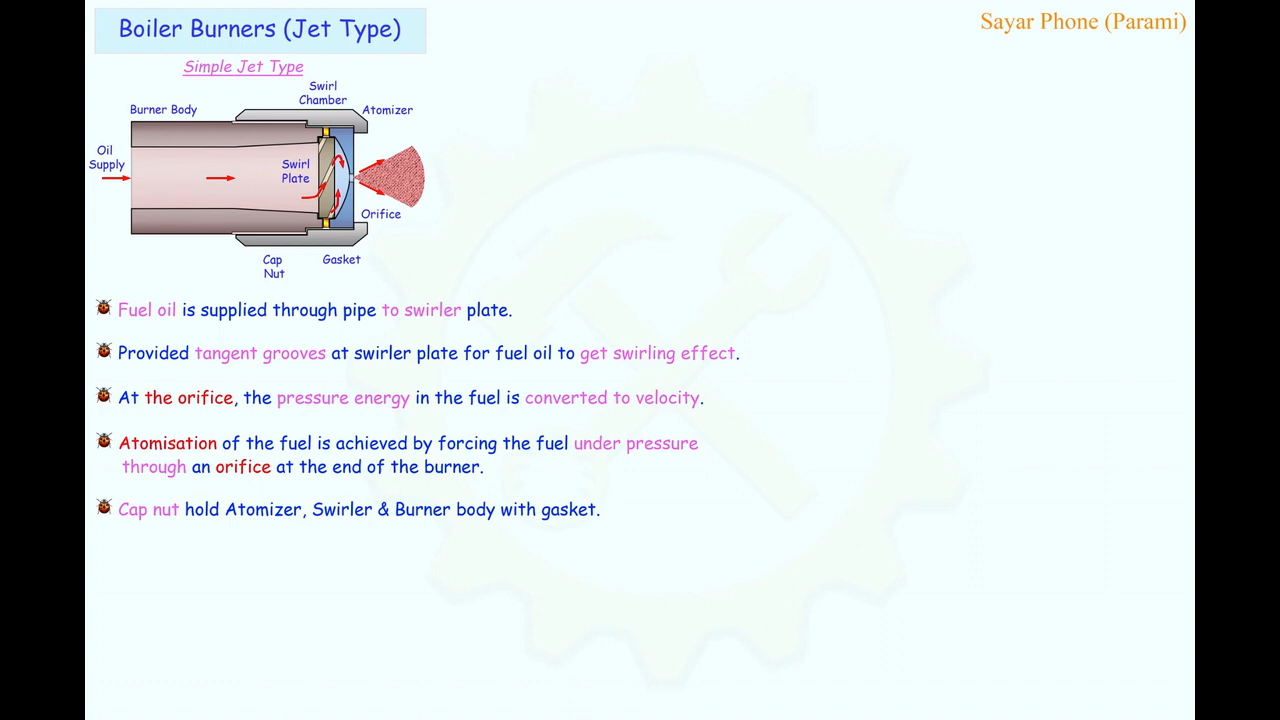 Boiler Burners (Jet Type)
Sayar Phone (Parami)
Simple Jet Type
Swirl
Chamber
Burner Body
Atomizer
Oil
Supply
Swirl
Plate
Orifice
Cap
Nut
Gasket
Fuel oil is supplied through pipe to swirler plate.
Provided tangent grooves at swirler plate for fuel oil to get swirling effect.
At the orifice, the pressure energy in the fuel is converted to velocity.
Atomisation of the fuel is achieved by forcing the fuel under pressure
through an orifice at the end of the burner.
Cap nut hold Atomizer, Swirler & Burner body with gasket.